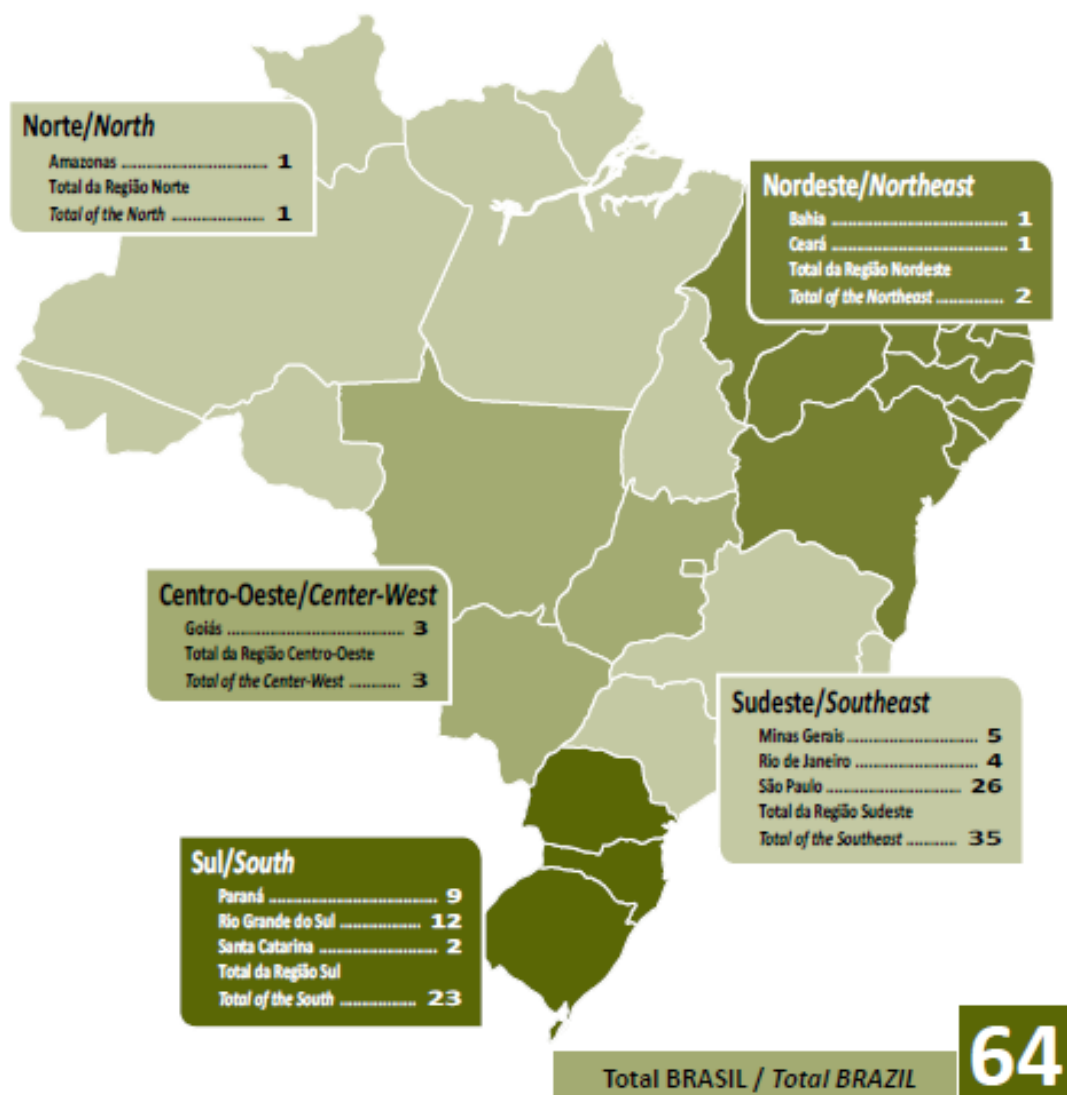 Norte/North
Amazonas ........................... 1
Total da Região Norte
Total of the North ................. 1
Nordeste/Northeast
Bahia ................................ 1
Ceará ................................ 1
Total da Região Nordeste
Total of the Northeast ............... 2
Centro-Oeste/Center-West
Goiás ................................ 3
Total da Região Centro-Oeste
Total of the Center-West ............ 3
Sudeste/Southeast
Minas Gerais .......................... 5
Rio de Janeiro ........................ 4
São Paulo ............................ 26
Total da Região Sudeste
Total of the Southeast ............ 35
Sul/South
Paraná ................................ 9
Rio Grande do Sul ................... 12
Santa Catarina ........................ 2
Total da Região Sul
Total of the South .................. 23
Total BRASIL / Total BRAZIL 64